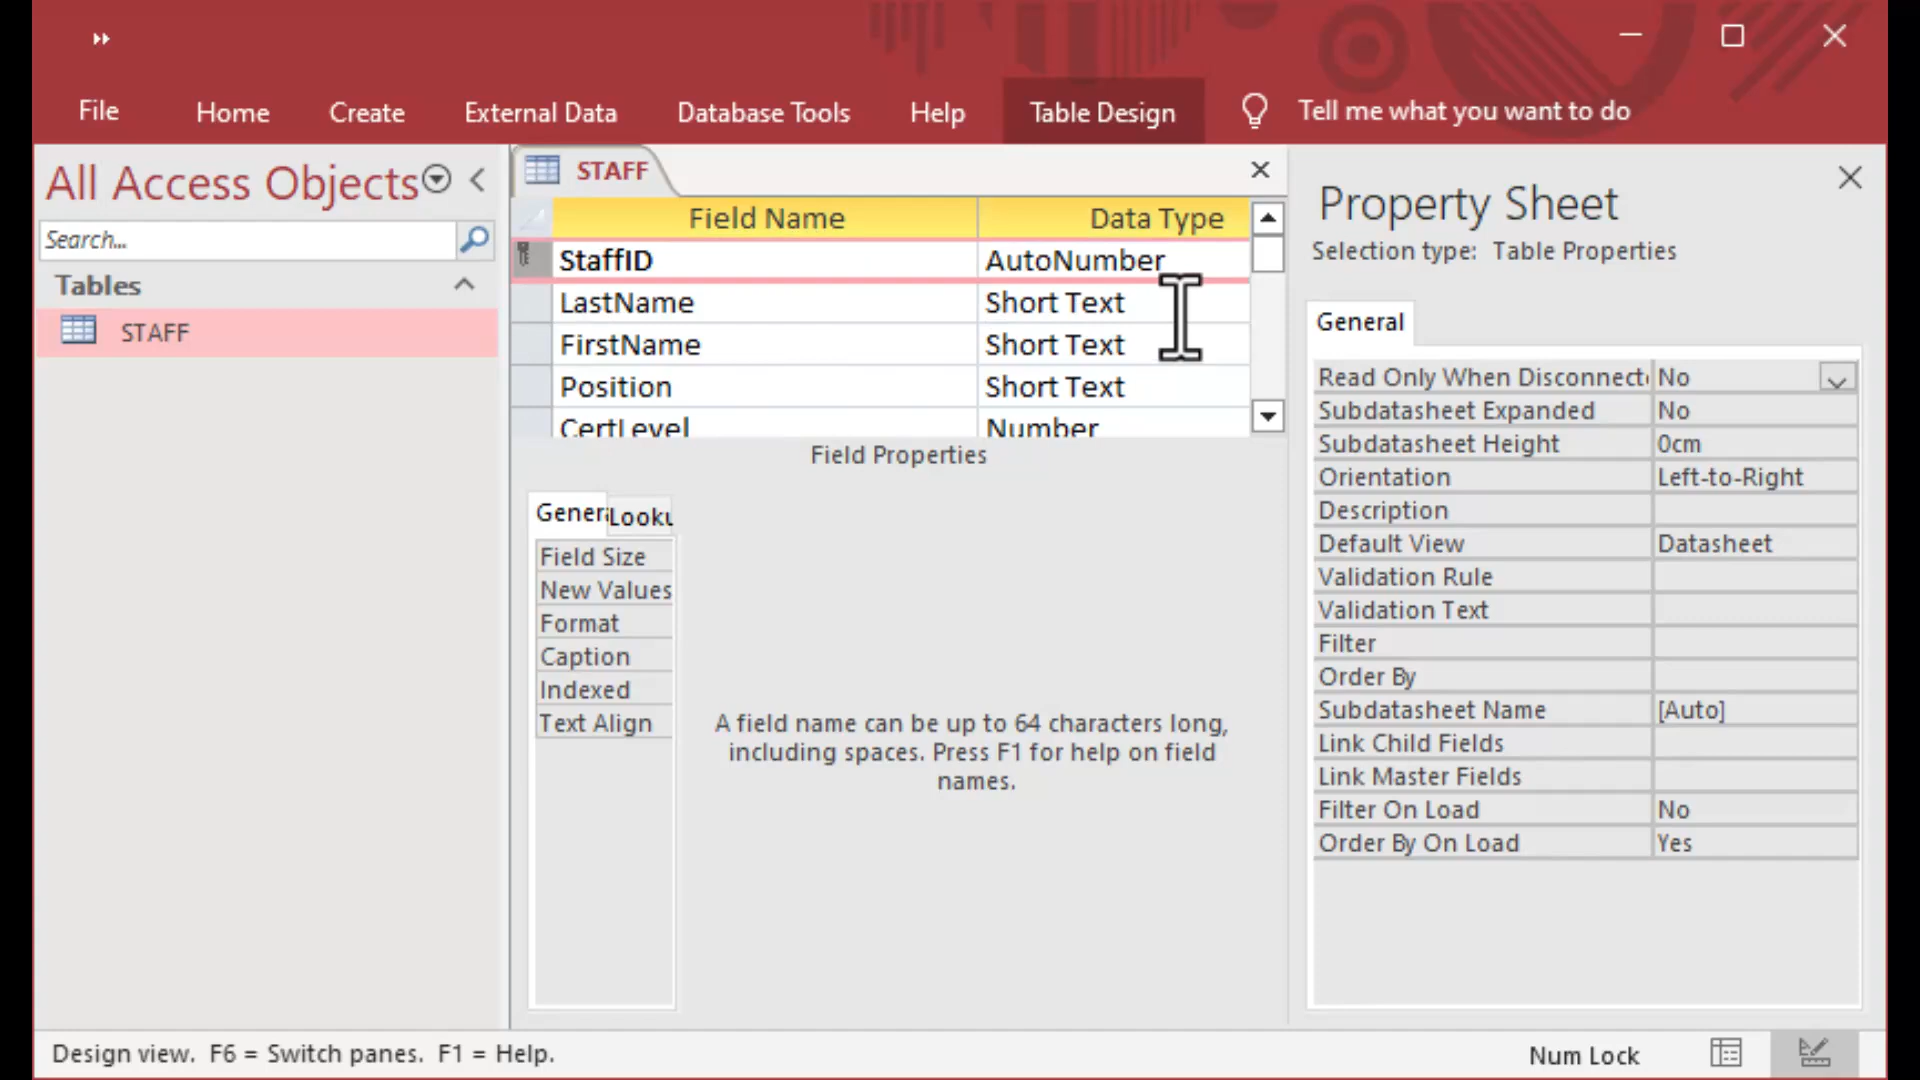 File Home Create External Data Database Tools Help Table Design Tell me what you want to do
All Access Objects
Search...
Tables
STAFF
STAFF
Field Name Data Type
StaffID AutoNumber
LastName Short Text
FirstName Short Text
Position Short Text
CertLevel Number
Field Properties
General Looku
Field Size
New Values
Format
Caption
Indexed
Text Align
A field name can be up to 64 characters long,
including spaces. Press F1 for help on field
names.
Property Sheet
Selection type: Table Properties
General
Read Only When Disconnect No
Subdatasheet Expanded No
Subdatasheet Height 0cm
Orientation Left-to-Right
Description
Default View Datasheet
Validation Rule
Validation Text
Filter
Order By
Subdatasheet Name [Auto]
Link Child Fields
Link Master Fields
Filter On Load No
Order By On Load Yes
Design view. F6 = Switch panes. F1 = Help.
Num Lock